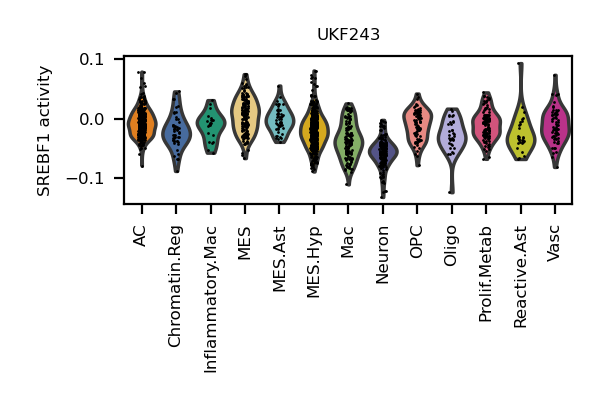 UKF243
SREBF1 activity
0.1
0.0
−0.1
AC
Chromatin.Reg
Inflammatory.Mac
MES
MES.Ast
MES.Hyp
Mac
Neuron
OPC
Oligo
Prolif.Metab
Reactive.Ast
Vasc